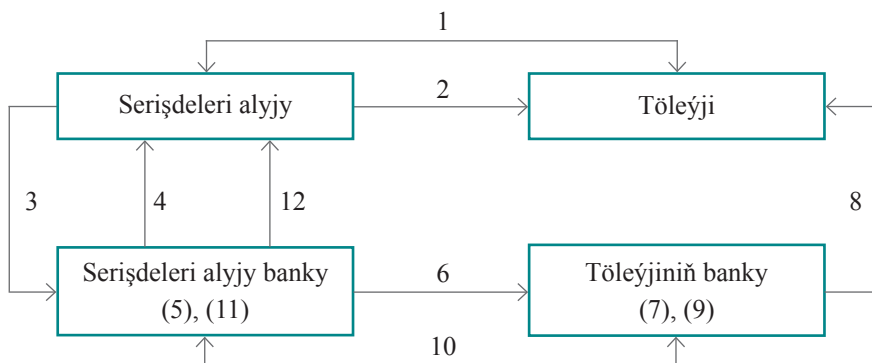 1
Serişdeleri alyjy
2
Töleýji
3
4
12
8
Serişdeleri alyjy banky
(5), (11)
6
Töleýjiniň banky
(7), (9)
10